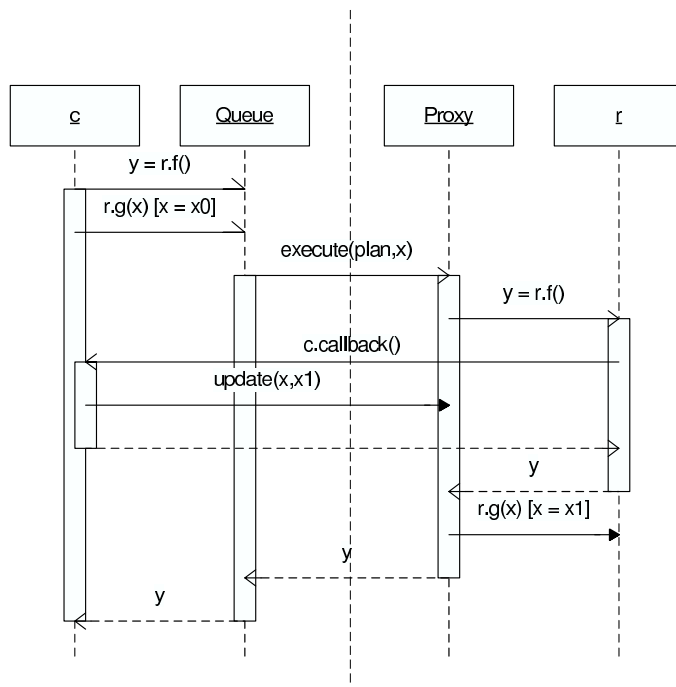 c
Queue
Proxy
r
y = r.f()
r.g(x) [x = x0]
execute(plan,x)
y = r.f()
c.callback()
update(x,x1)
y
r.g(x) [x = x1]
y
y